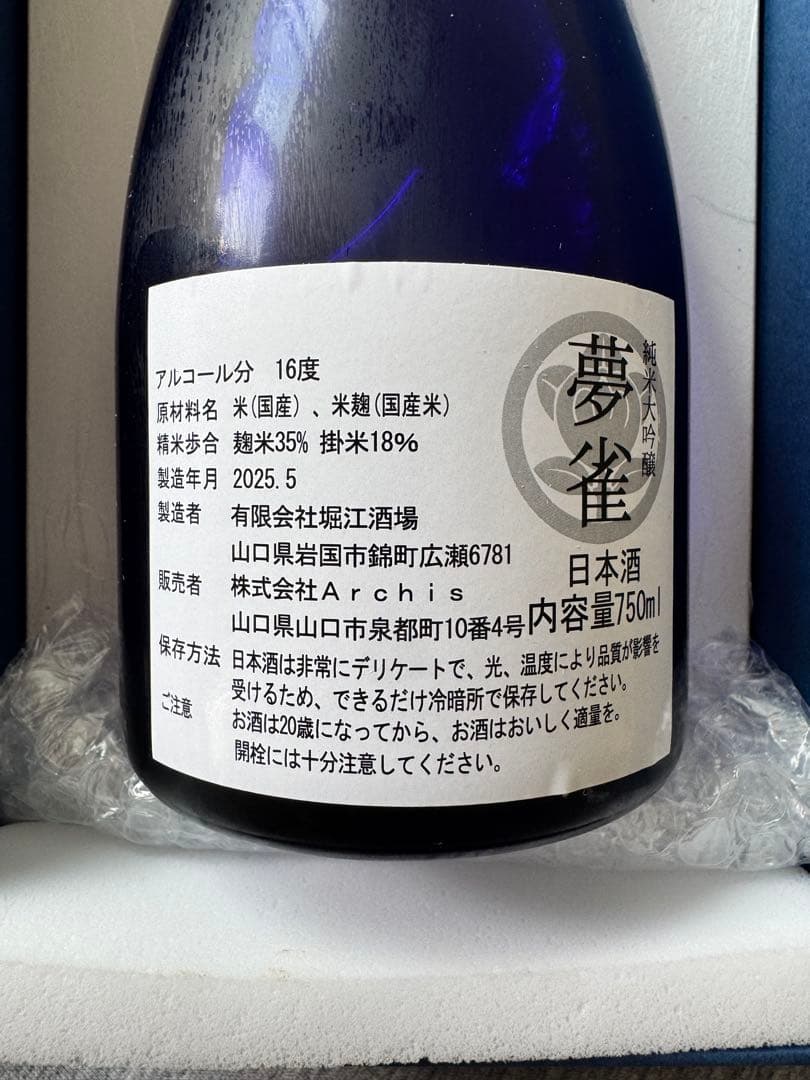 純米大吟醸
夢雀
日本酒
内容量750ml
アルコール分 16度
原材料名 米(国産)、米麹(国産米)
精米歩合 麹米35% 掛米18%
製造年月 2025.5
製造者 有限会社堀江酒場
山口県岩国市錦町広瀬6781
販売者 株式会社Archis
山口県山口市泉都町10番4号
保存方法 日本酒は非常にデリケートで、光、温度により品質が影響を
受けるため、できるだけ冷暗所で保存してください。
ご注意 お酒は20歳になってから、お酒はおいしく適量を。
開栓には十分注意してください。